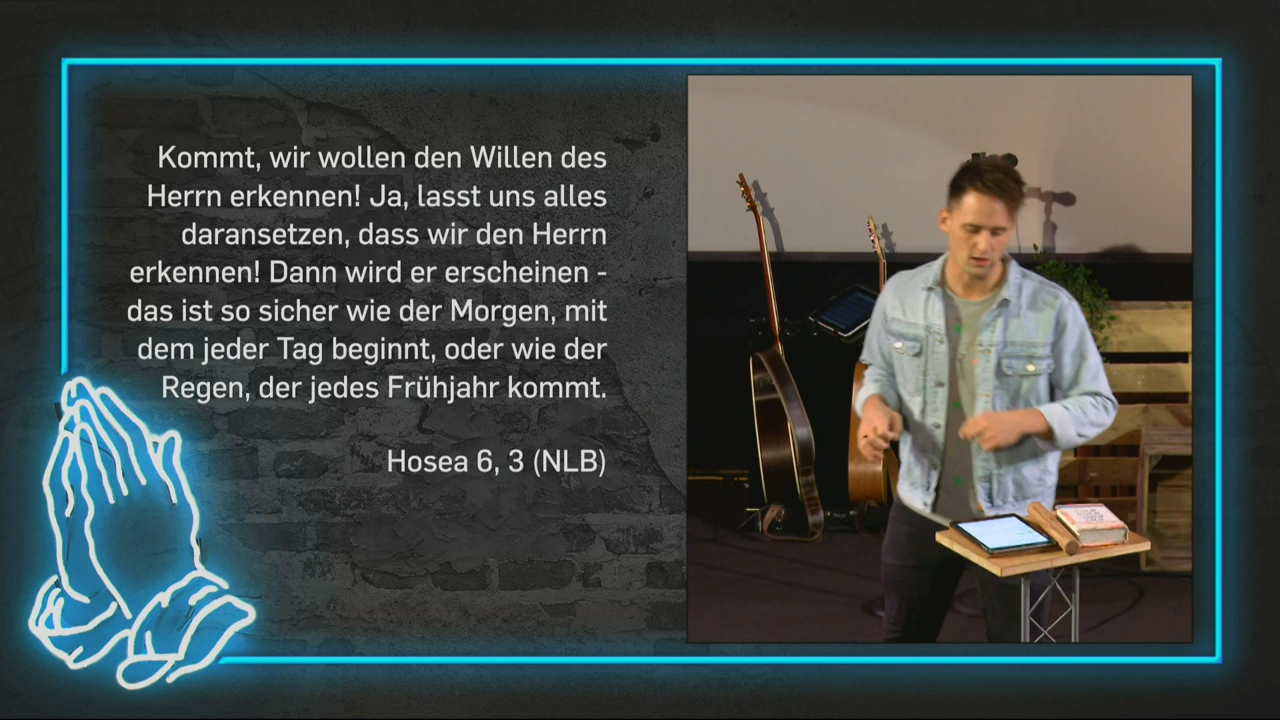 Kommt, wir wollen den Willen des
Herrn erkennen! Ja, lasst uns alles
daransetzen, dass wir den Herrn
erkennen! Dann wird er erscheinen -
das ist so sicher wie der Morgen, mit
dem jeder Tag beginnt, oder wie der
Regen, der jedes Frühjahr kommt.
Hosea 6, 3 (NLB)